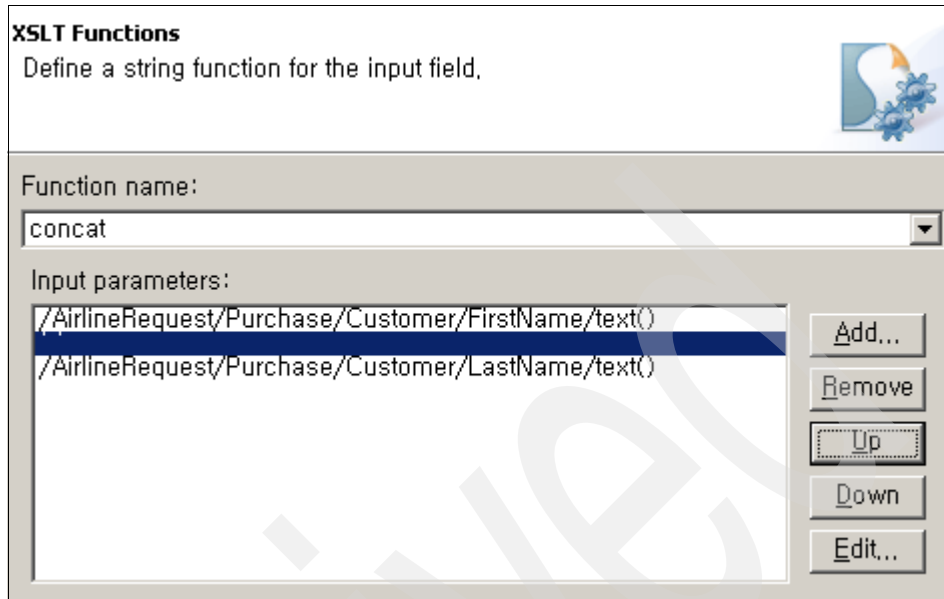 XSLT Functions
Define a string function for the input field,
Function name:
concat
Input parameters:
/AirlineRequest/Purchase/Customer/FirstName/text()
/AirlineRequest/Purchase/Customer/LastName/text()
Add...
Remove
Up
Down
Edit...